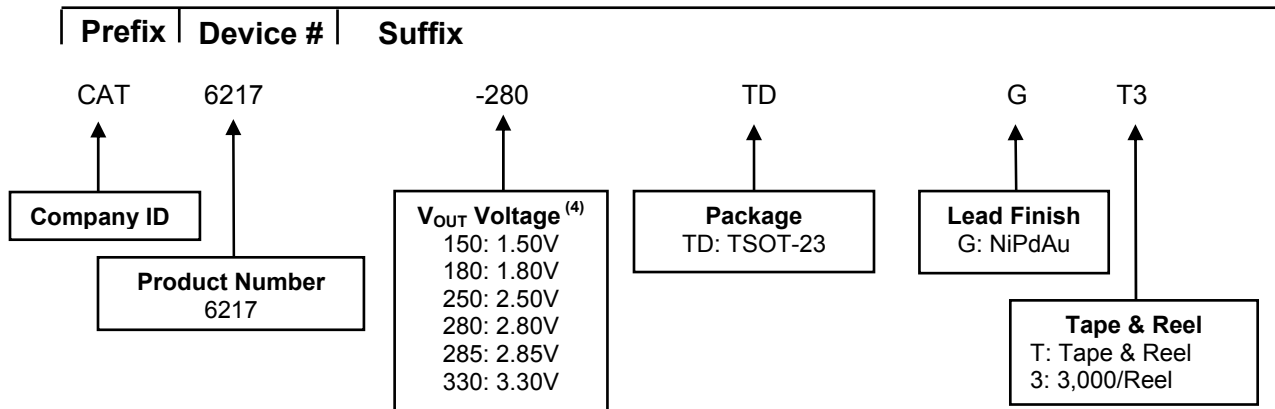 Prefix Device # Suffix
CAT 6217 -280 TD G T3
Company ID
Product Number
6217
VOUT Voltage (4)
150: 1.50V
180: 1.80V
250: 2.50V
280: 2.80V
285: 2.85V
330: 3.30V
Package
TD: TSOT-23
Lead Finish
G: NiPdAu
Tape & Reel
T: Tape & Reel
3: 3,000/Reel